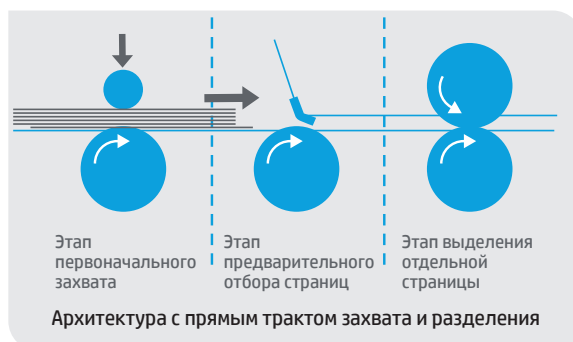 Этап
первоначального
захвата
Этап
предварительного
отбора страниц
Этап выделения
отдельной
страницы
Архитектура с прямым трактом захвата и разделения